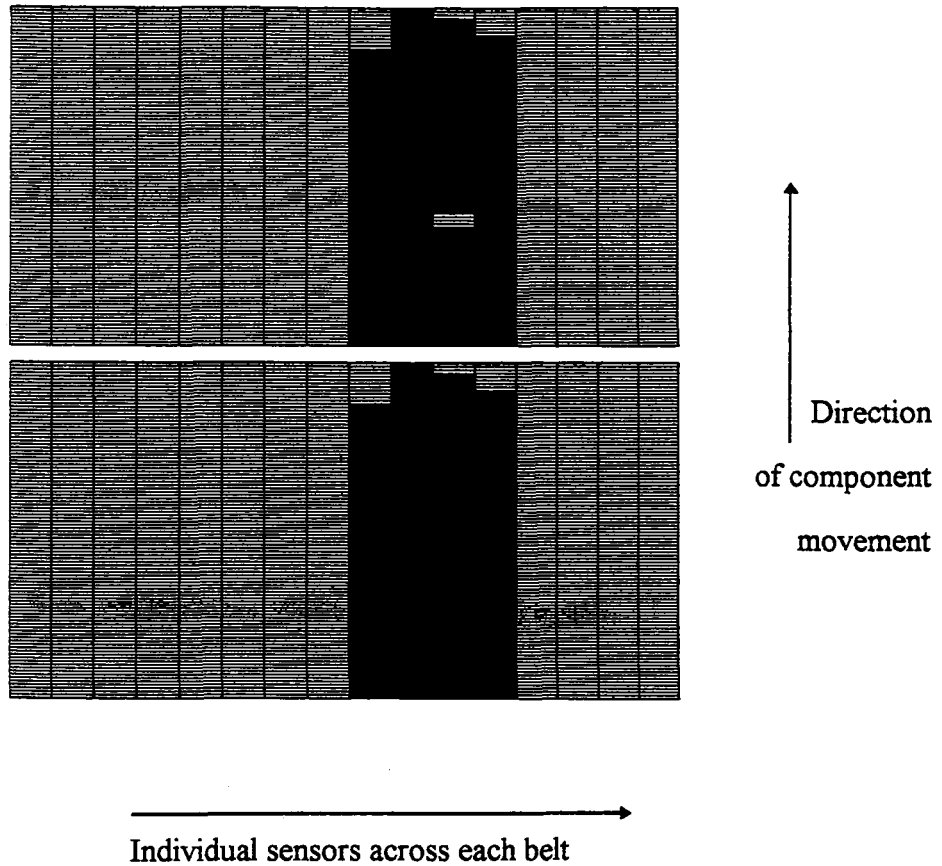 Direction
of component
movement
Individual sensors across each belt